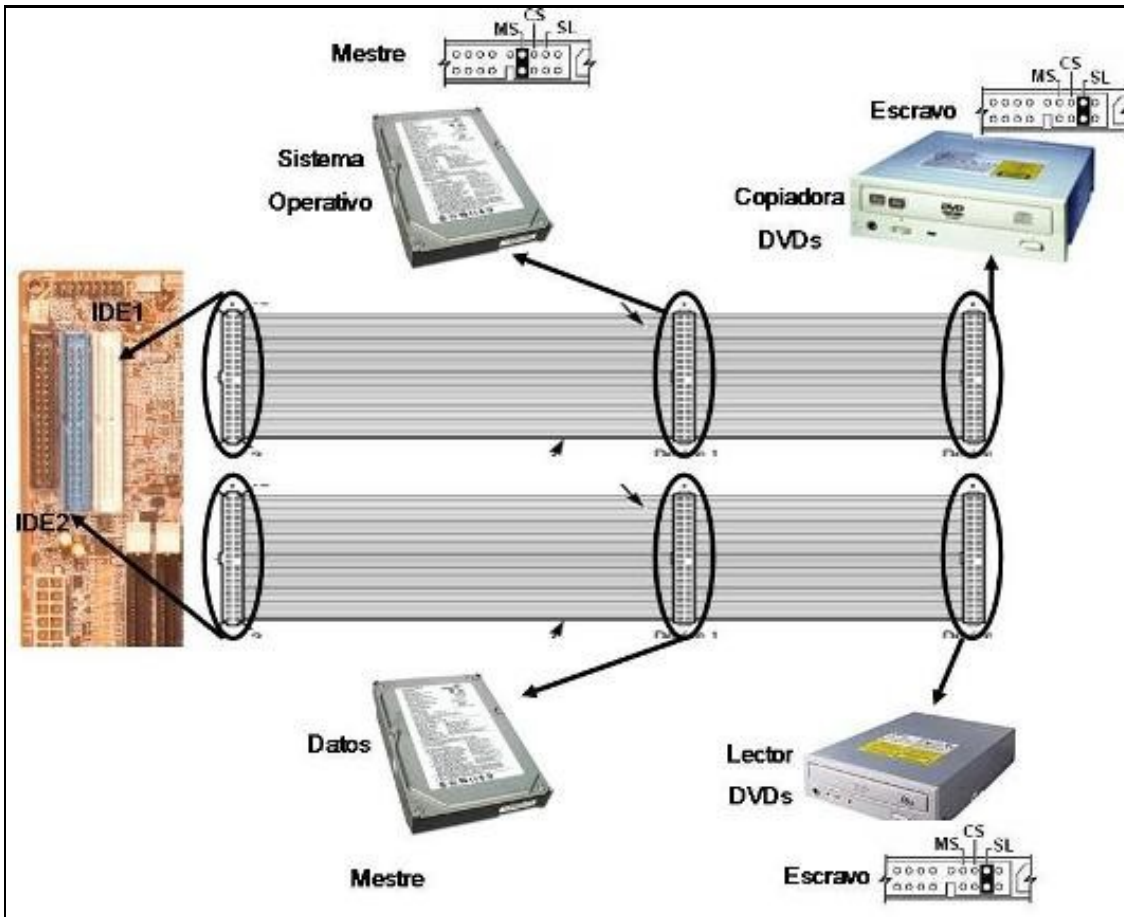 CS
MS SL
Mestre
CS
MS SL
Escravo
Sistema
Operativo
Copiadora
DVDs
IDE1
IDE2
Datos
Lector
DVDs
Mestre
Escravo
CS
MS SL